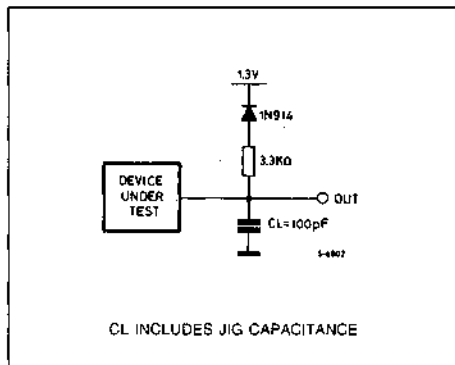 1.3V
1N914
3.3KΩ
DEVICE
UNDER
TEST
OUT
CL=100pF
CL INCLUDES JIG CAPACITANCE